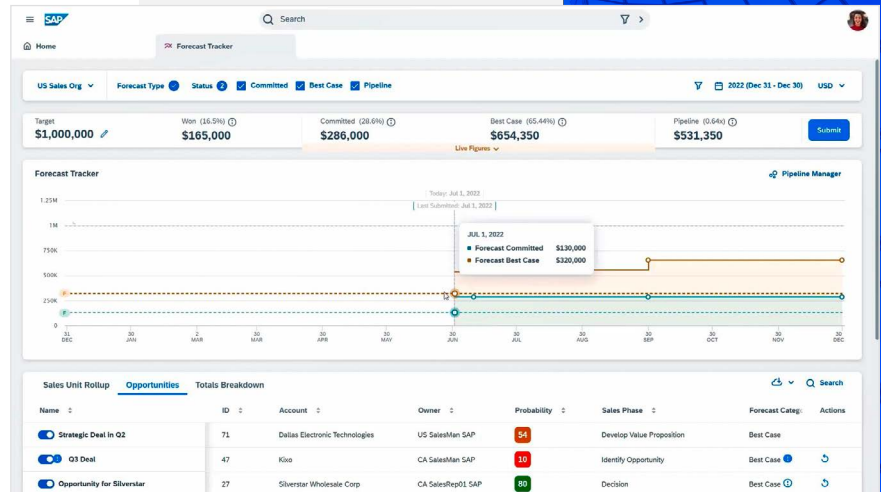 SAP
Search
Home
Forecast Tracker
US Sales Org
Forecast Type
Status 2
Committed
Best Case
Pipeline
2022 (Dec 31 - Dec 30)
USD
Target
$1,000,000
Won (16.5%)
$165,000
Committed (28.6%)
$286,000
Best Case (65.44%)
$654,350
Pipeline (0.64x)
$531,350
Submit
Live Figures
Forecast Tracker
Pipeline Manager
Today: Jul 1, 2022
Last Submitted: Jul 1, 2022
1.25M
1M
750K
500K
250K
0
JUL 1, 2022
Forecast Committed $130,000
Forecast Best Case $320,000
F
F
31 DEC
30 JAN
2 MAR
30 MAR
30 APR
30 MAY
30 JUN
30 JUL
30 AUG
30 SEP
30 OCT
30 NOV
30 DEC
Sales Unit Rollup
Opportunities
Totals Breakdown
Search
Name ID Account Owner Probability Sales Phase Forecast Categ Actions
Strategic Deal in Q2 71 Dallas Electronic Technologies US SalesMan SAP 54 Develop Value Proposition Best Case
Q3 Deal 47 Kixo CA SalesMan SAP 10 Identify Opportunity Best Case
Opportunity for Silverstar 27 Silverstar Wholesale Corp CA SalesRep01 SAP 80 Decision Best Case